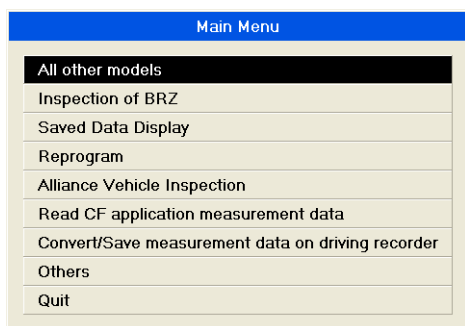 Main Menu
All other models
Inspection of BRZ
Saved Data Display
Reprogram
Alliance Vehicle Inspection
Read CF application measurement data
Convert/Save measurement data on driving recorder
Others
Quit